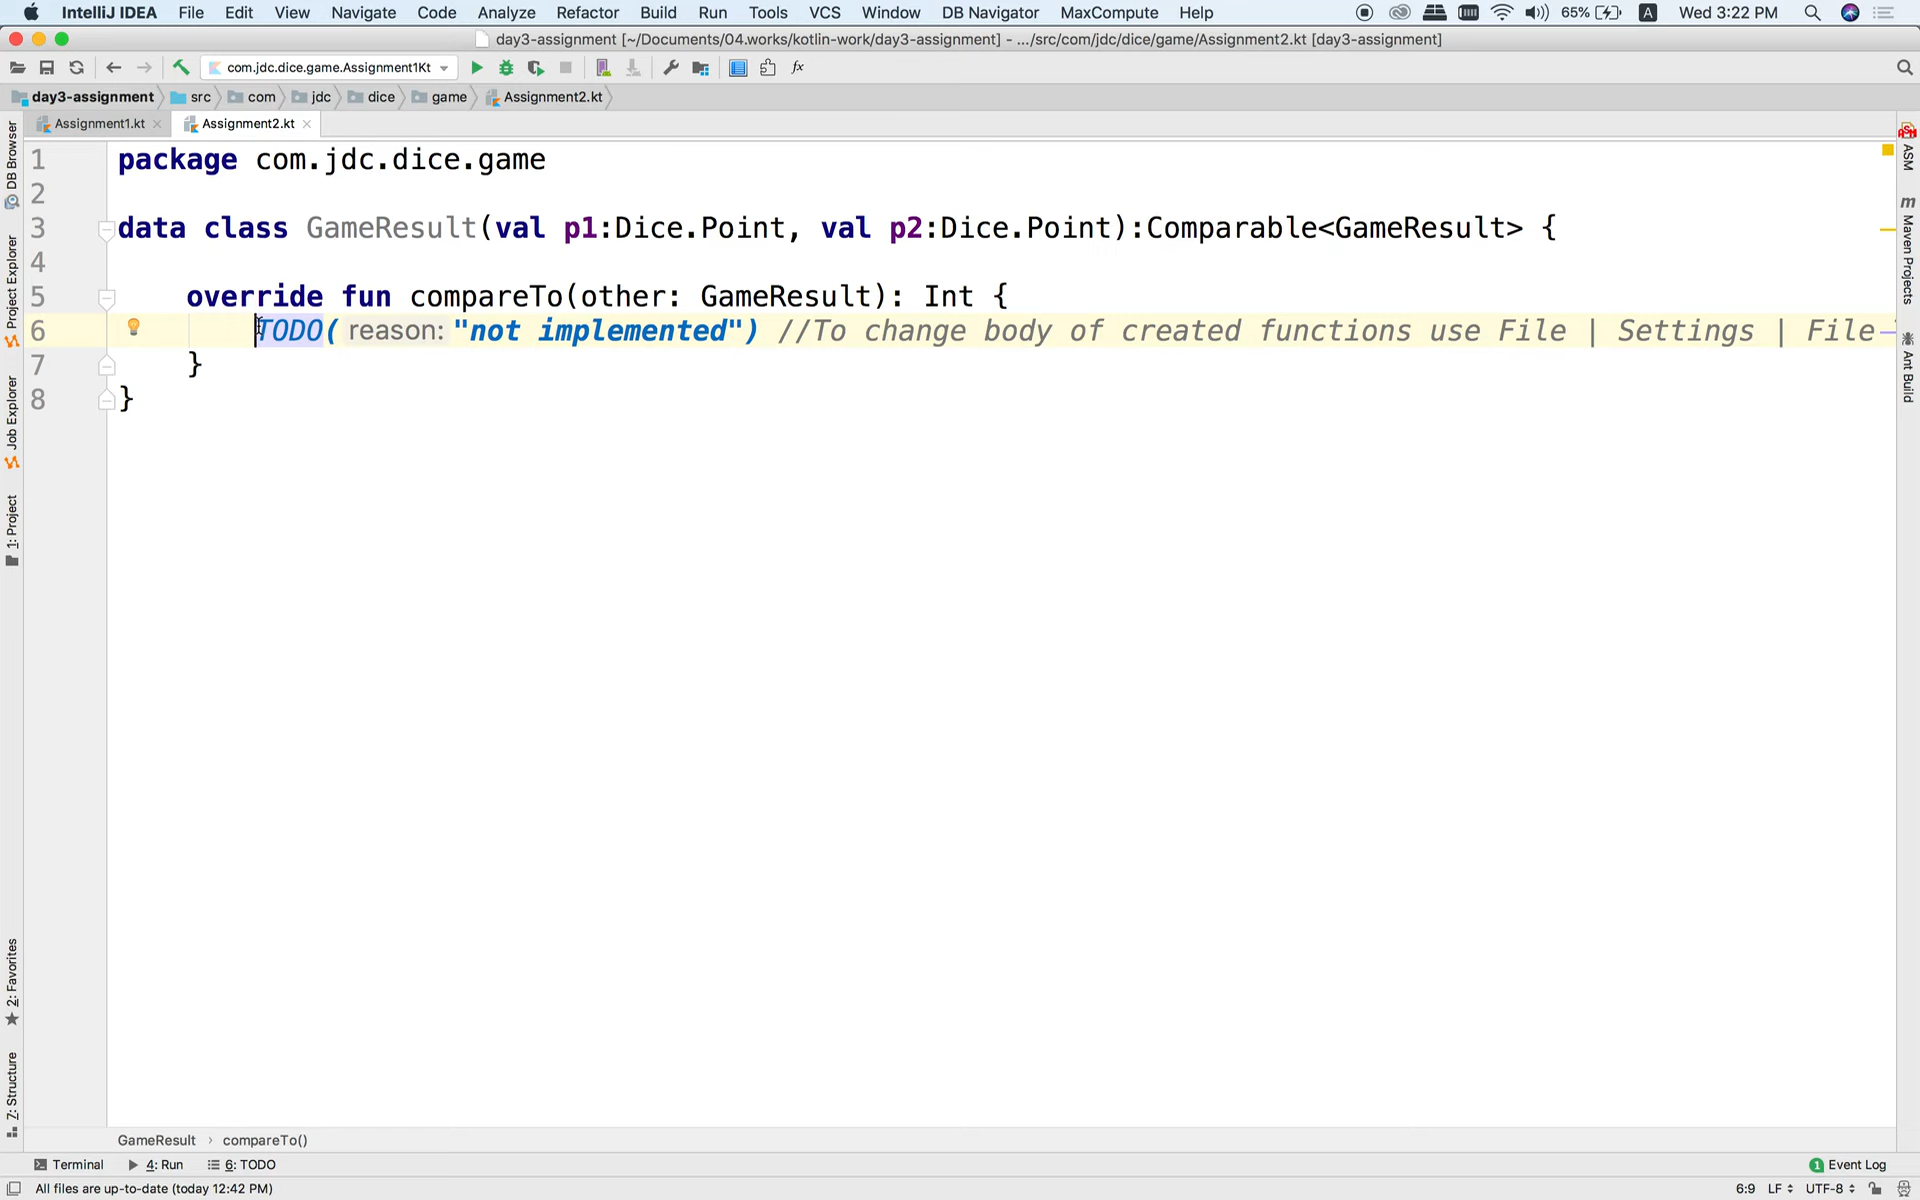 IntelliJ IDEA File Edit View Navigate Code Analyze Refactor Build Run Tools VCS Window DB Navigator MaxCompute Help 65% A Wed 3:22 PM
day3-assignment [~/Documents/04.works/kotlin-work/day3-assignment] - .../src/com/jdc/dice/game/Assignment2.kt [day3-assignment]
com.jdc.dice.game.Assignment1Kt
day3-assignment src com jdc dice game Assignment2.kt
Assignment1.kt Assignment2.kt
1 package com.jdc.dice.game
2
3 data class GameResult(val p1:Dice.Point, val p2:Dice.Point):Comparable<GameResult> {
4
5 override fun compareTo(other: GameResult): Int {
6 TODO( reason: "not implemented") //To change body of created functions use File | Settings | File
7 }
8 }
DB Browser
Project Explorer
Job Explorer
1: Project
2: Favorites
7: Structure
ASM
m Maven Projects
Ant Build
GameResult › compareTo()
Terminal 4: Run 6: TODO 1 Event Log
All files are up-to-date (today 12:42 PM) 6:9 LF UTF-8